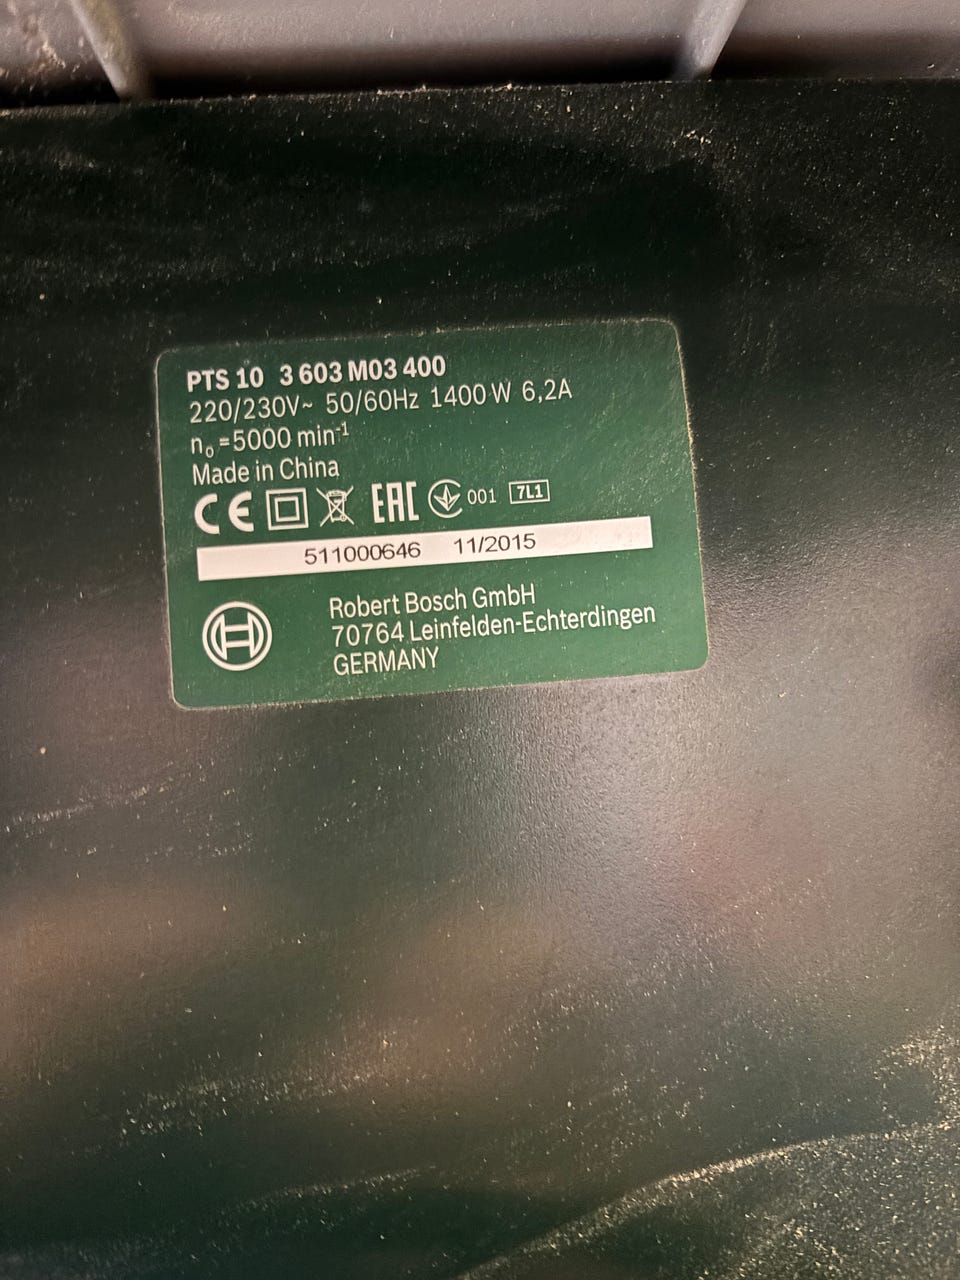 PTS 10 3 603 M03 400
220/230V~ 50/60Hz 1400 W 6,2A
n₀ =5000 min⁻¹
Made in China
CE EAC 001 7L1
511000646 11/2015
Robert Bosch GmbH
70764 Leinfelden-Echterdingen
GERMANY